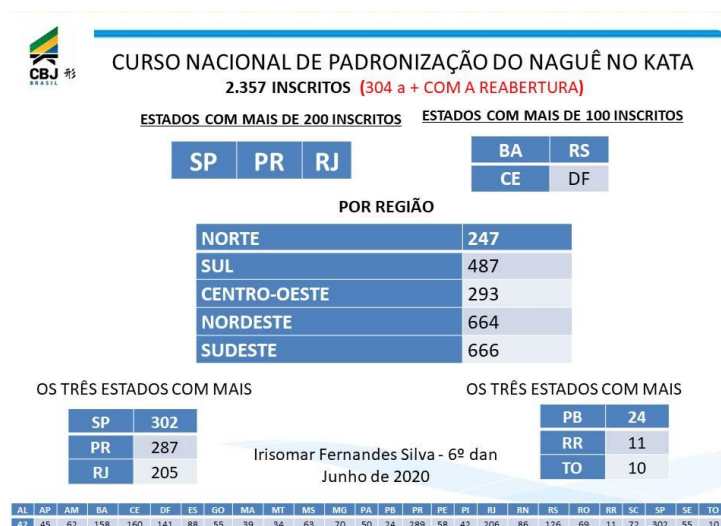 CBJ 形
BRASIL
CURSO NACIONAL DE PADRONIZAÇÃO DO NAGUÊ NO KATA
2.357 INSCRITOS (304 a + COM A REABERTURA)
ESTADOS COM MAIS DE 200 INSCRITOS
SP PR RJ
ESTADOS COM MAIS DE 100 INSCRITOS
BA RS
CE DF
POR REGIÃO
NORTE 247
SUL 487
CENTRO-OESTE 293
NORDESTE 664
SUDESTE 666
OS TRÊS ESTADOS COM MAIS
SP 302
PR 287
RJ 205
Irisomar Fernandes Silva - 6º dan
Junho de 2020
OS TRÊS ESTADOS COM MAIS
PB 24
RR 11
TO 10
AL AP AM BA CE DF ES GO MA MT MS MG PA PB PR PE PI RJ RN RS RO RR SC SP SE TO
42 45 62 158 160 141 88 55 39 34 63 70 50 24 289 58 42 206 86 126 69 11 72 302 55 10